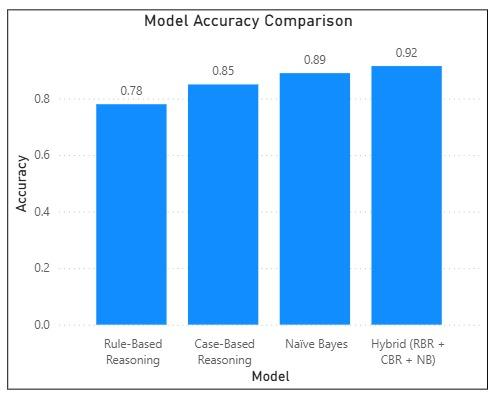 Model Accuracy Comparison
0.92
0.89
0.85
0.78
0.8
0.6
0.4
0.2
0.0
Accuracy
Rule-Based
Reasoning
Case-Based
Reasoning
Naïve Bayes
Hybrid (RBR +
CBR + NB)
Model